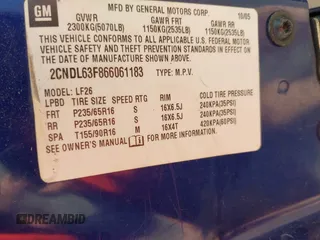 GM
MFD BY GENERAL MOTORS CORP. 10/05
GVWR GAWR FRT GAWR RR
2300KG(5070LB) 1150KG(2535LB) 1150KG(2535LB)
THIS VEHICLE CONFORMS TO ALL APPLICABLE U.S. FEDERAL
MOTOR VEHICLE SAFETY AND BUMPER STANDARDS IN EFFECT ON
THE DATE OF MANUFACTURE SHOWN ABOVE.
2CNDL63F866061183 TYPE: M.P.V.
MODEL: LF26
LPBD TIRE SIZE SPEED RTG RIM COLD TIRE PRESSURE
FRT P235/65R16 S 16X6.5J 240KPA(35PSI)
RR P235/65R16 S 16X6.5J 240KPA(35PSI)
SPA T155/90R16 M 16X4T 420KPA(60PSI)
SEE OWNER'S MANUAL FOR ADDITIONAL INFORMATION.
DREAMBID